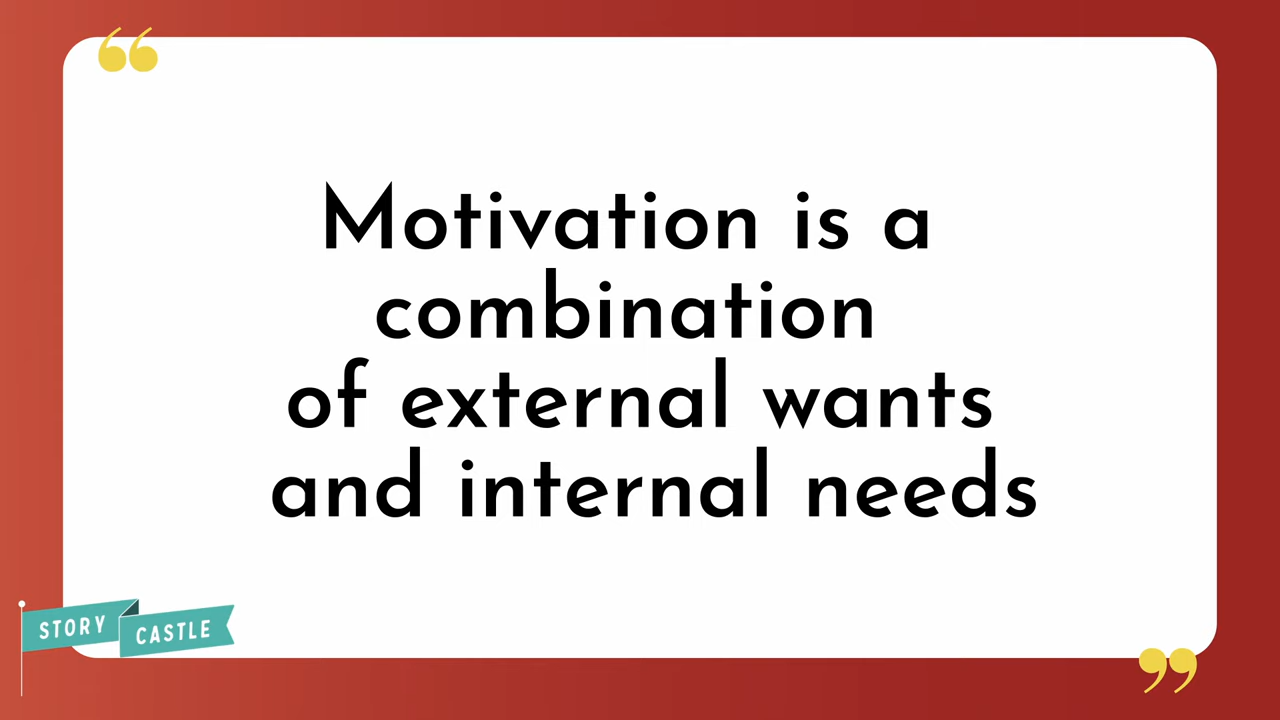 “
Motivation is a
combination
of external wants
and internal needs
”
STORY CASTLE